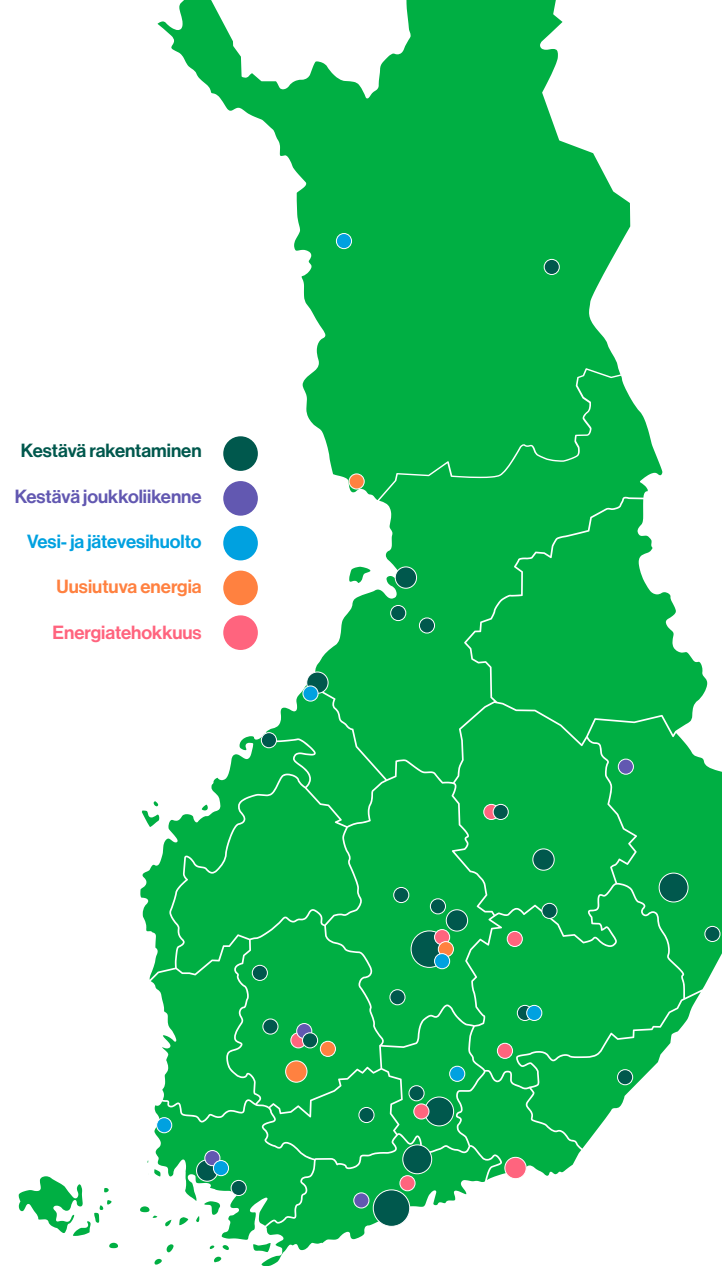 Kestävä rakentaminen
Kestävä joukkoliikenne
Vesi- ja jätevesihuolto
Uusiutuva energia
Energiatehokkuus